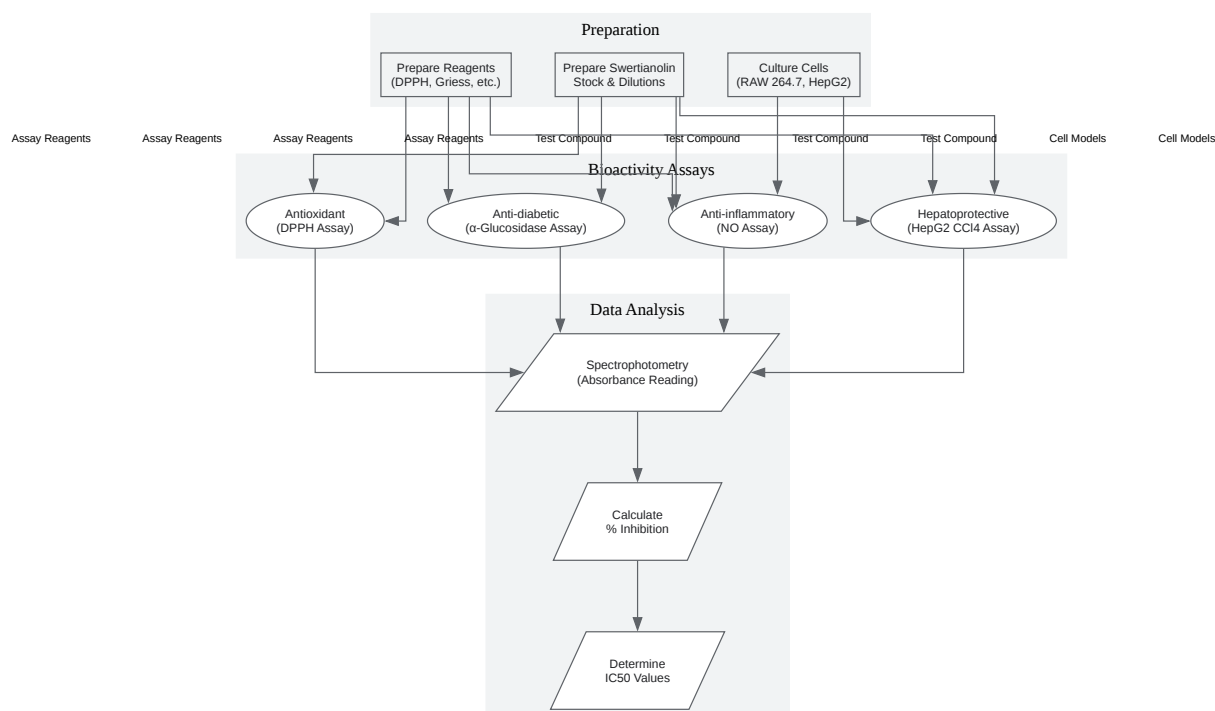 Preparation
Prepare Reagents
(DPPH, Griess, etc.)
Prepare Swertianolin
Stock & Dilutions
Culture Cells
(RAW 264.7, HepG2)
Assay Reagents
Assay Reagents
Assay Reagents
Assay Reagents
Test Compound
Test Compound
Test Compound
Test Compound
Cell Models
Cell Models
Bioactivity Assays
Antioxidant
(DPPH Assay)
Anti-diabetic
(α-Glucosidase Assay)
Anti-inflammatory
(NO Assay)
Hepatoprotective
(HepG2 CCl4 Assay)
Data Analysis
Spectrophotometry
(Absorbance Reading)
Calculate
% Inhibition
Determine
IC50 Values